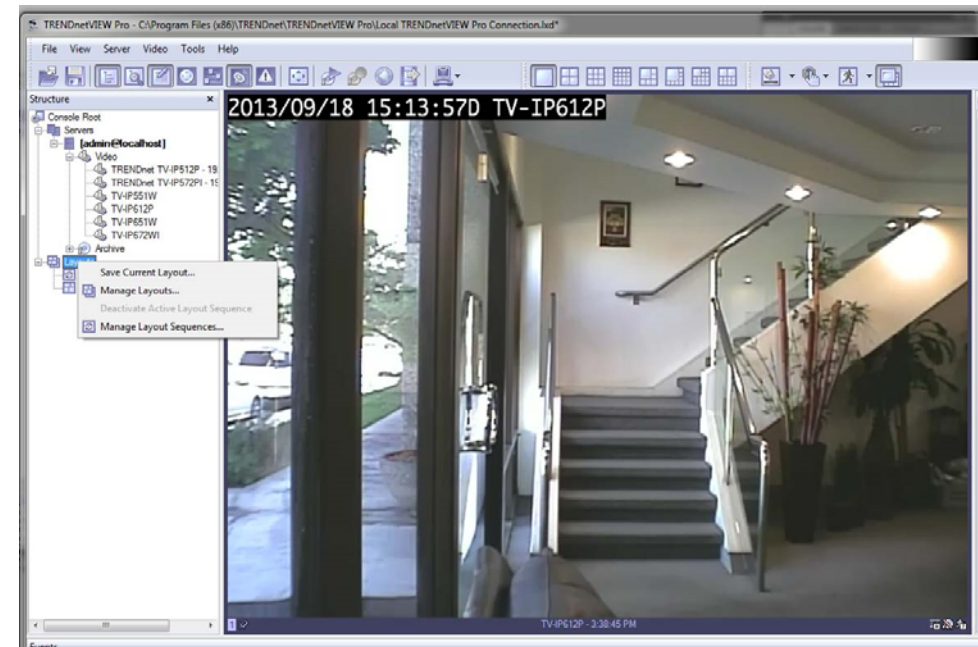 TRENDnetVIEW Pro - C:\Program Files (x86)\TRENDnet\TRENDnetVIEW Pro\Local TRENDnetVIEW Pro Connection.lxd*
File View Server Video Tools Help
Structure x
Console Root
Servers
[admin@localhost]
Video
TRENDnet TV-IP512P - 19
TRENDnet TV-IP572PI - 19
TV-IP551W
TV-IP612P
TV-IP651W
TV-IP672WI
Archive
Layouts
Save Current Layout...
Manage Layouts...
Deactivate Active Layout Sequence
Manage Layout Sequences...
2013/09/18 15:13:57D TV-IP612P
1
TV-IP612P - 3:38:45 PM
Events